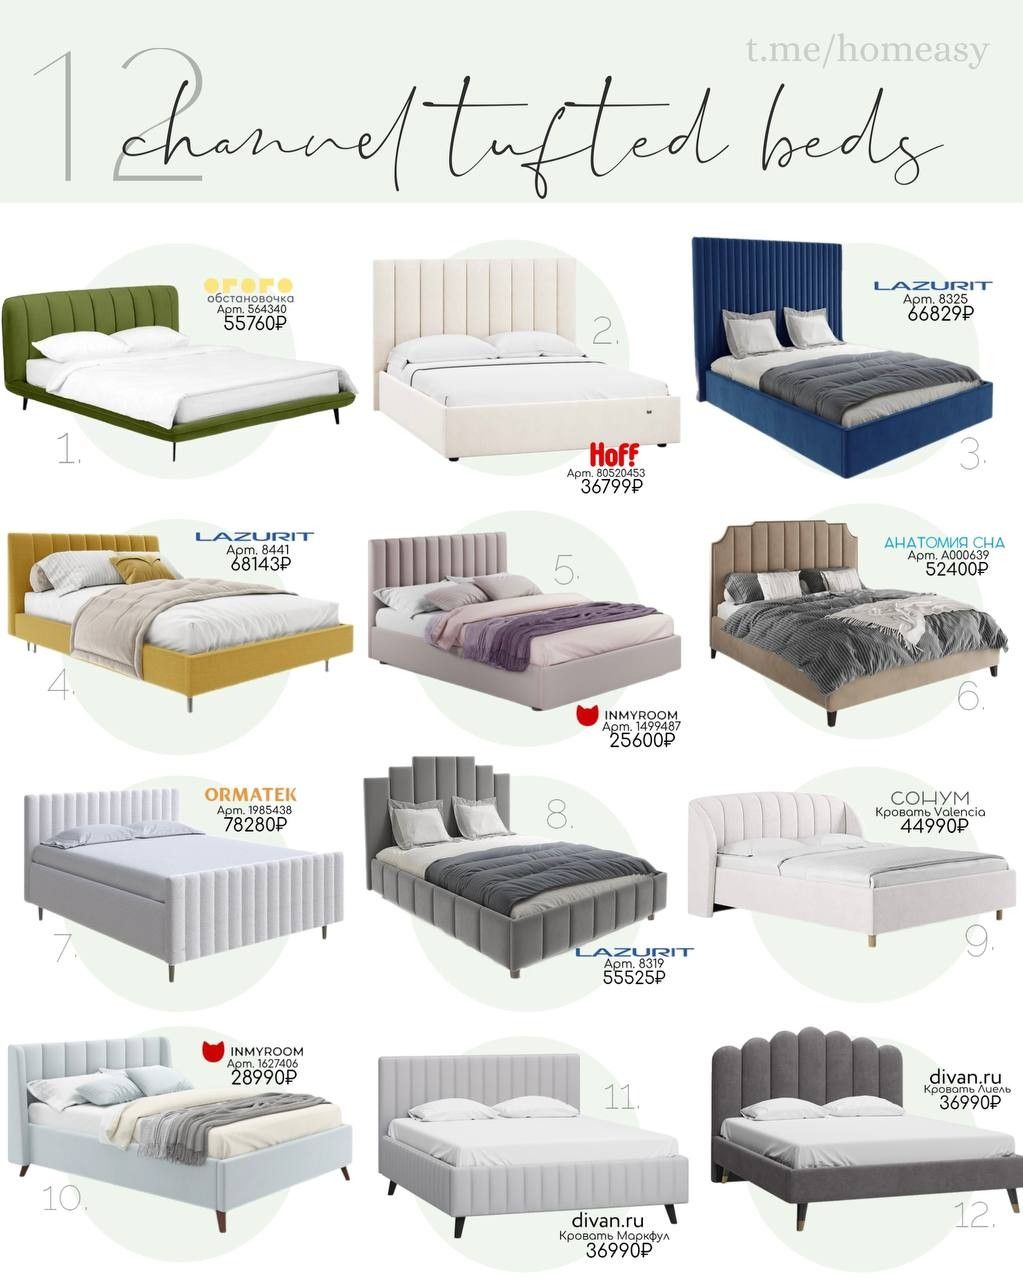 t.me/homeasy
12
channel tufted beds
ОГОГО
обстановочка
Арт. 564340
55760₽
1.
2.
Hoff
Арт. 80520453
36799₽
LAZURIT
Арт. 8325
66829₽
3.
LAZURIT
Арт. 8441
68143₽
4.
5.
INMYROOM
Арт. 1499487
25600₽
АНАТОМИЯ СНА
Арт. А000639
52400₽
6.
ORMATEK
Арт. 1985438
78280₽
7.
8.
LAZURIT
Арт. 8319
55525₽
СОНУМ
Кровать Valencia
44990₽
9.
INMYROOM
Арт. 1627406
28990₽
10.
11.
divan.ru
Кровать Маркфул
36990₽
divan.ru
Кровать Лиель
36990₽
12.